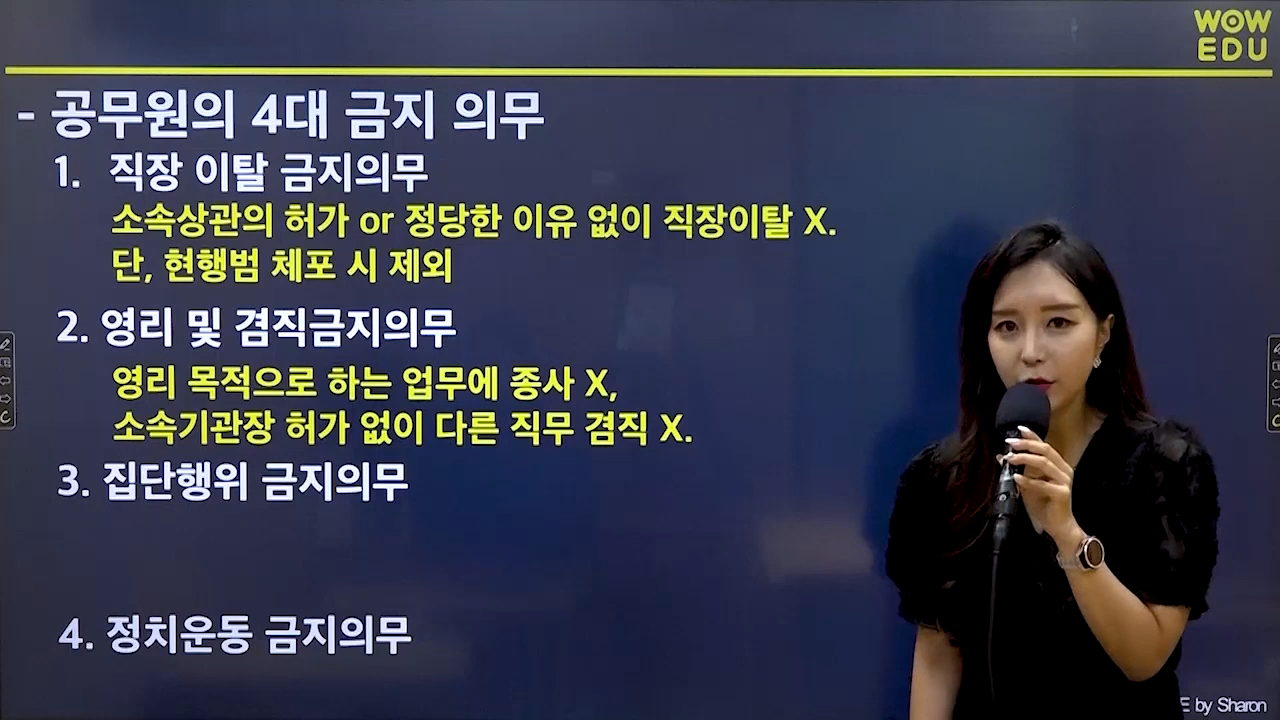 WOW
EDU
- 공무원의 4대 금지 의무
1. 직장 이탈 금지의무
소속상관의 허가 or 정당한 이유 없이 직장이탈 X.
단, 현행범 체포 시 제외
2. 영리 및 겸직금지의무
영리 목적으로 하는 업무에 종사 X,
소속기관장 허가 없이 다른 직무 겸직 X.
3. 집단행위 금지의무
4. 정치운동 금지의무
E by Sharon